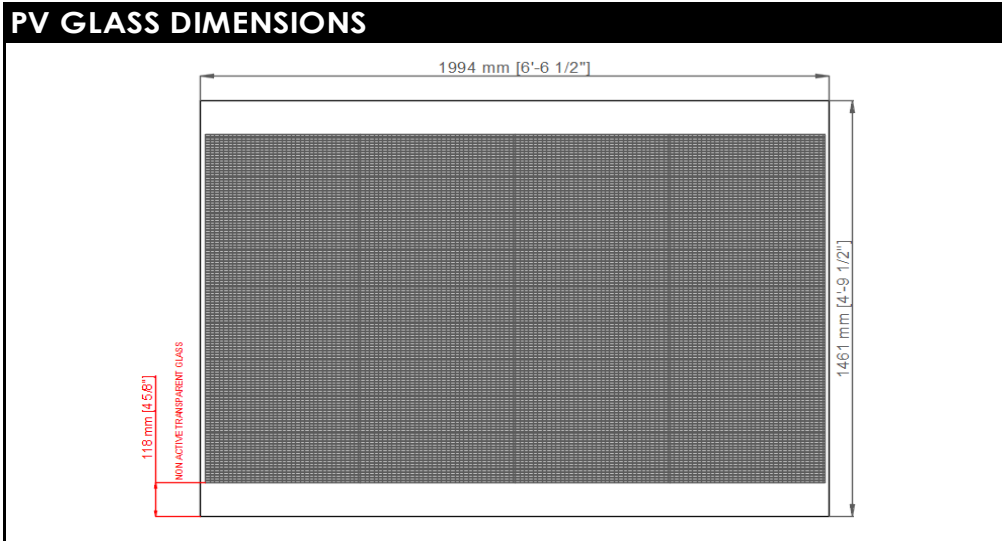 PV GLASS DIMENSIONS
1994 mm [6'-6 1/2"]
1461 mm [4'-9 1/2"]
118 mm [4 5/8"]
NON ACTIVE TRANSPARENT GLASS